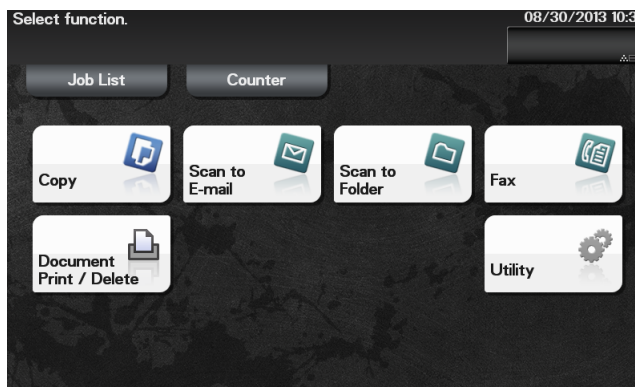 Select function.
08/30/2013 10:3
Job List
Counter
Copy
Scan to
E-mail
Scan to
Folder
Fax
Document
Print / Delete
Utility